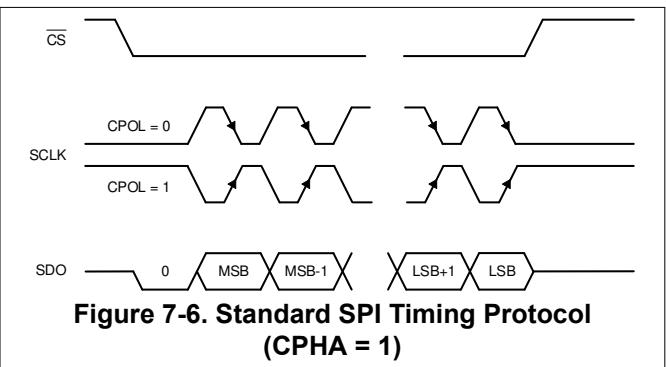 CS
CPOL = 0
SCLK
CPOL = 1
SDO 0 MSB MSB-1 LSB+1 LSB
Figure 7-6. Standard SPI Timing Protocol
(CPHA = 1)